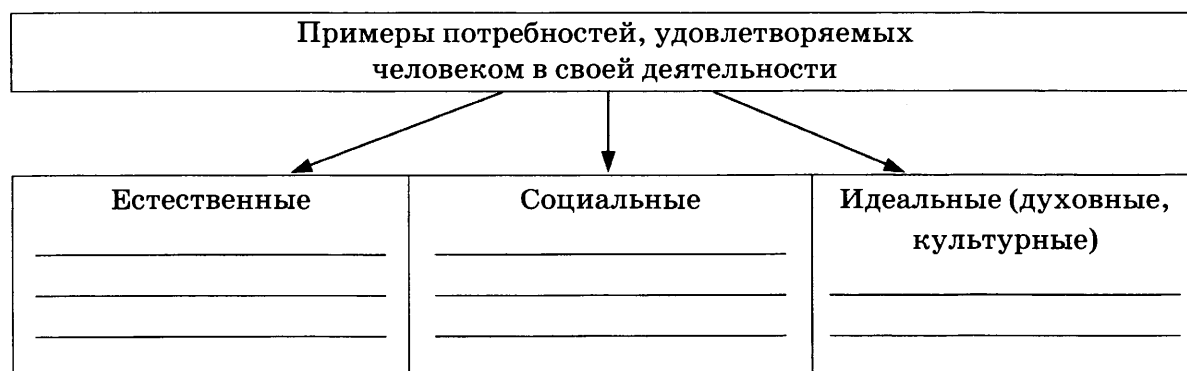 Примеры потребностей, удовлетворяемых
человеком в своей деятельности
Естественные
Социальные
Идеальные (духовные,
культурные)